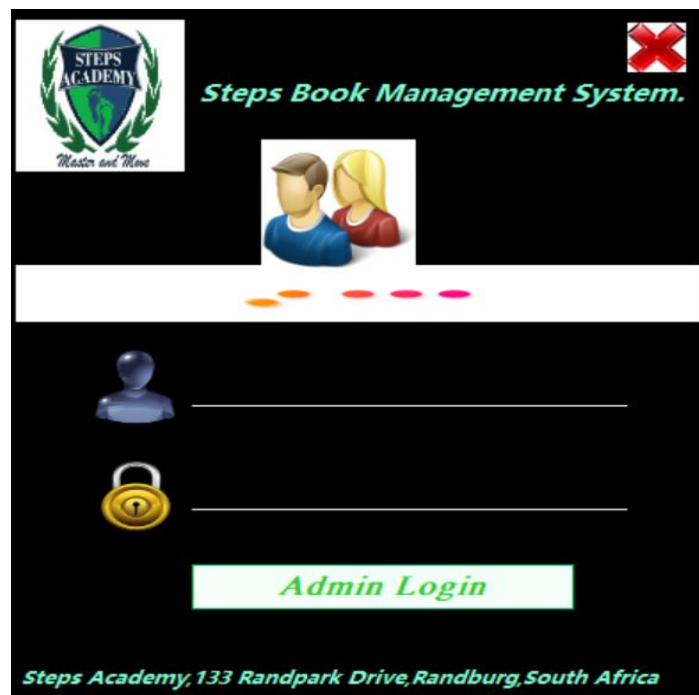 STEPS
ACADEMY
Master and Move
Steps Book Management System.
Admin Login
Steps Academy,133 Randpark Drive,Randburg,South Africa